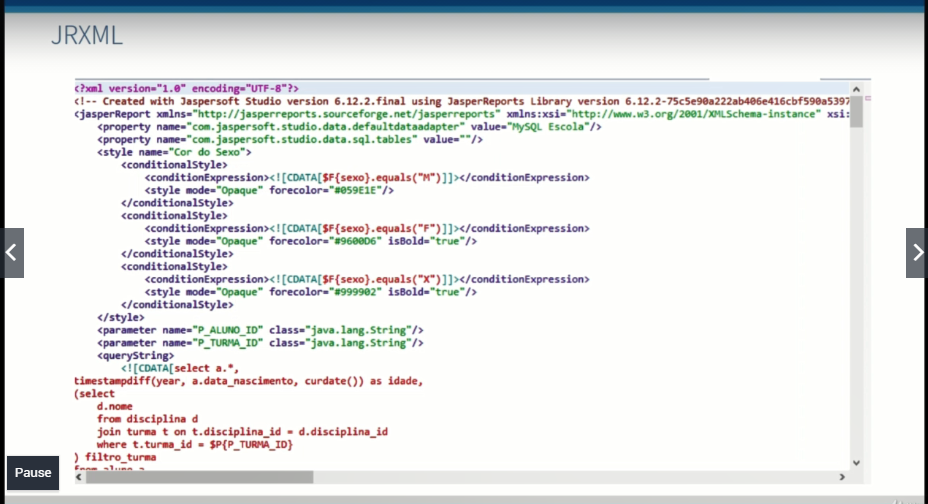 JRXML
<?xml version="1.0" encoding="UTF-8"?>
<!-- Created with Jaspersoft Studio version 6.12.2.final using JasperReports Library version 6.12.2-75c5e90a222ab406e416cbf590a5397
<jasperReport xmlns="http://jasperreports.sourceforge.net/jasperreports" xmlns:xsi="http://www.w3.org/2001/XMLSchema-instance" xsi:
<property name="com.jaspersoft.studio.data.defaultdataadapter" value="MySQL Escola"/>
<property name="com.jaspersoft.studio.data.sql.tables" value=""/>
<style name="Cor do Sexo">
<conditionalStyle>
<conditionExpression><![CDATA[$F{sexo}.equals("M")]]></conditionExpression>
<style mode="Opaque" forecolor="#059E1E"/>
</conditionalStyle>
<conditionalStyle>
<conditionExpression><![CDATA[$F{sexo}.equals("F")]]></conditionExpression>
<style mode="Opaque" forecolor="#9600D6" isBold="true"/>
</conditionalStyle>
<conditionalStyle>
<conditionExpression><![CDATA[$F{sexo}.equals("X")]]></conditionExpression>
<style mode="Opaque" forecolor="#999902" isBold="true"/>
</conditionalStyle>
</style>
<parameter name="P_ALUNO_ID" class="java.lang.String"/>
<parameter name="P_TURMA_ID" class="java.lang.String"/>
<queryString>
<![CDATA[select a.*,
timestampdiff(year, a.data_nascimento, curdate()) as idade,
(select
d.nome
from disciplina d
join turma t on t.disciplina_id = d.disciplina_id
where t.turma_id = $P{P_TURMA_ID}
) filtro_turma
from aluno a
Pause